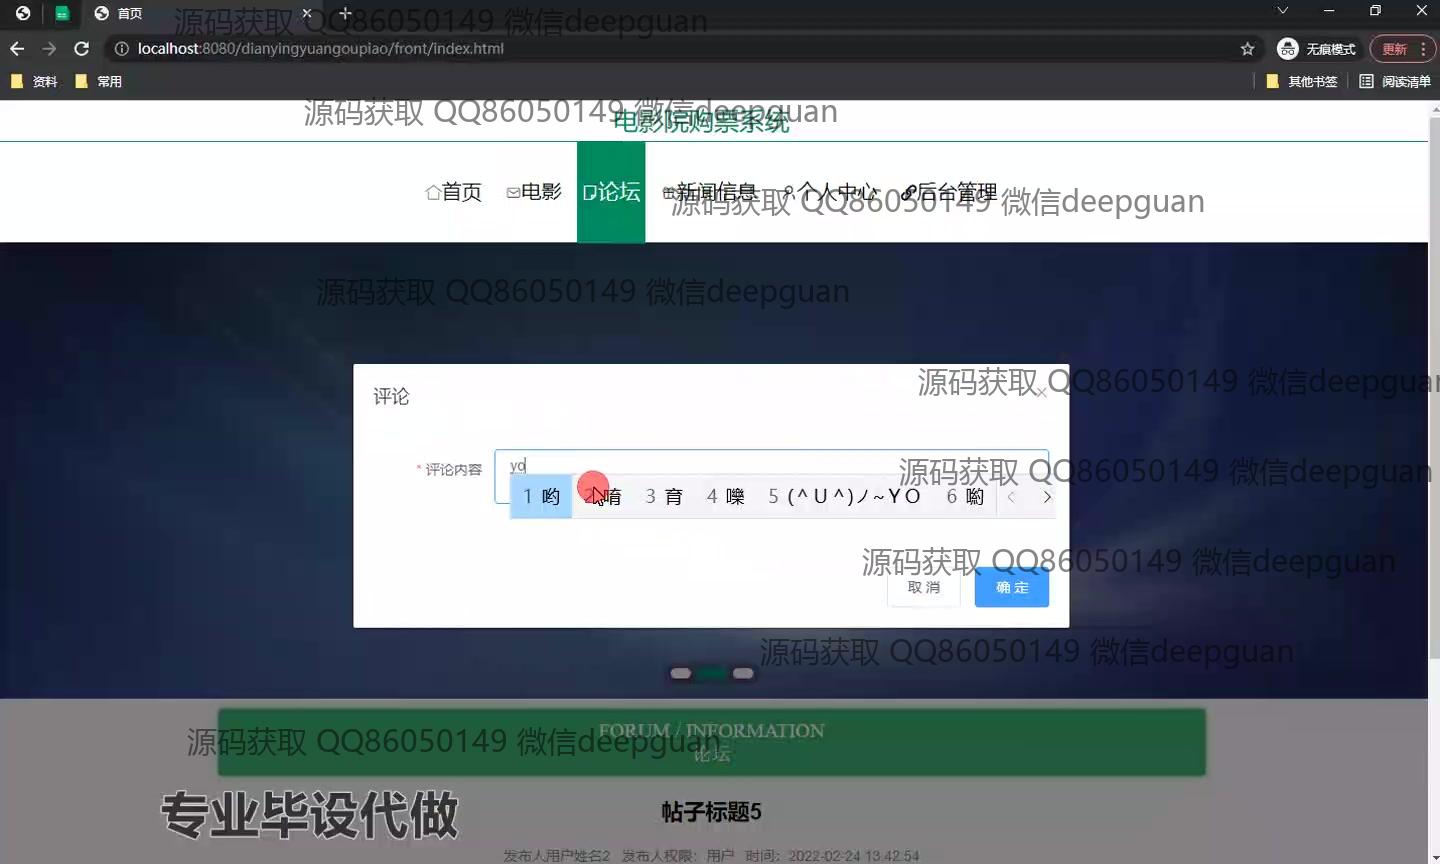 首页
源码获取 QQ86050149 微信deepguan
localhost:8080/dianyingyuangoupiao/front/index.html
无痕模式
更新
资料
常用
其他书签
阅读清单
源码获取 QQ86050149 微信deepguan
电影院购票系统
首页
电影
论坛
新闻信息
个人中心
后台管理
源码获取 QQ86050149 微信deepguan
源码获取 QQ86050149 微信deepguan
评论
源码获取 QQ86050149 微信deepguan
* 评论内容
yo
源码获取 QQ86050149 微信deepguan
1 哟 2 唷 3 育 4 嚛 5 (^U^)ノ~YO 6 喲
源码获取 QQ86050149 微信deepguan
取消
确定
源码获取 QQ86050149 微信deepguan
FORUM / INFORMATION
源码获取 QQ86050149 微信deepguan
论坛
专业毕设代做
帖子标题5
发布人用户姓名2 发布人权限：用户 时间：2022-02-24 13:42:54